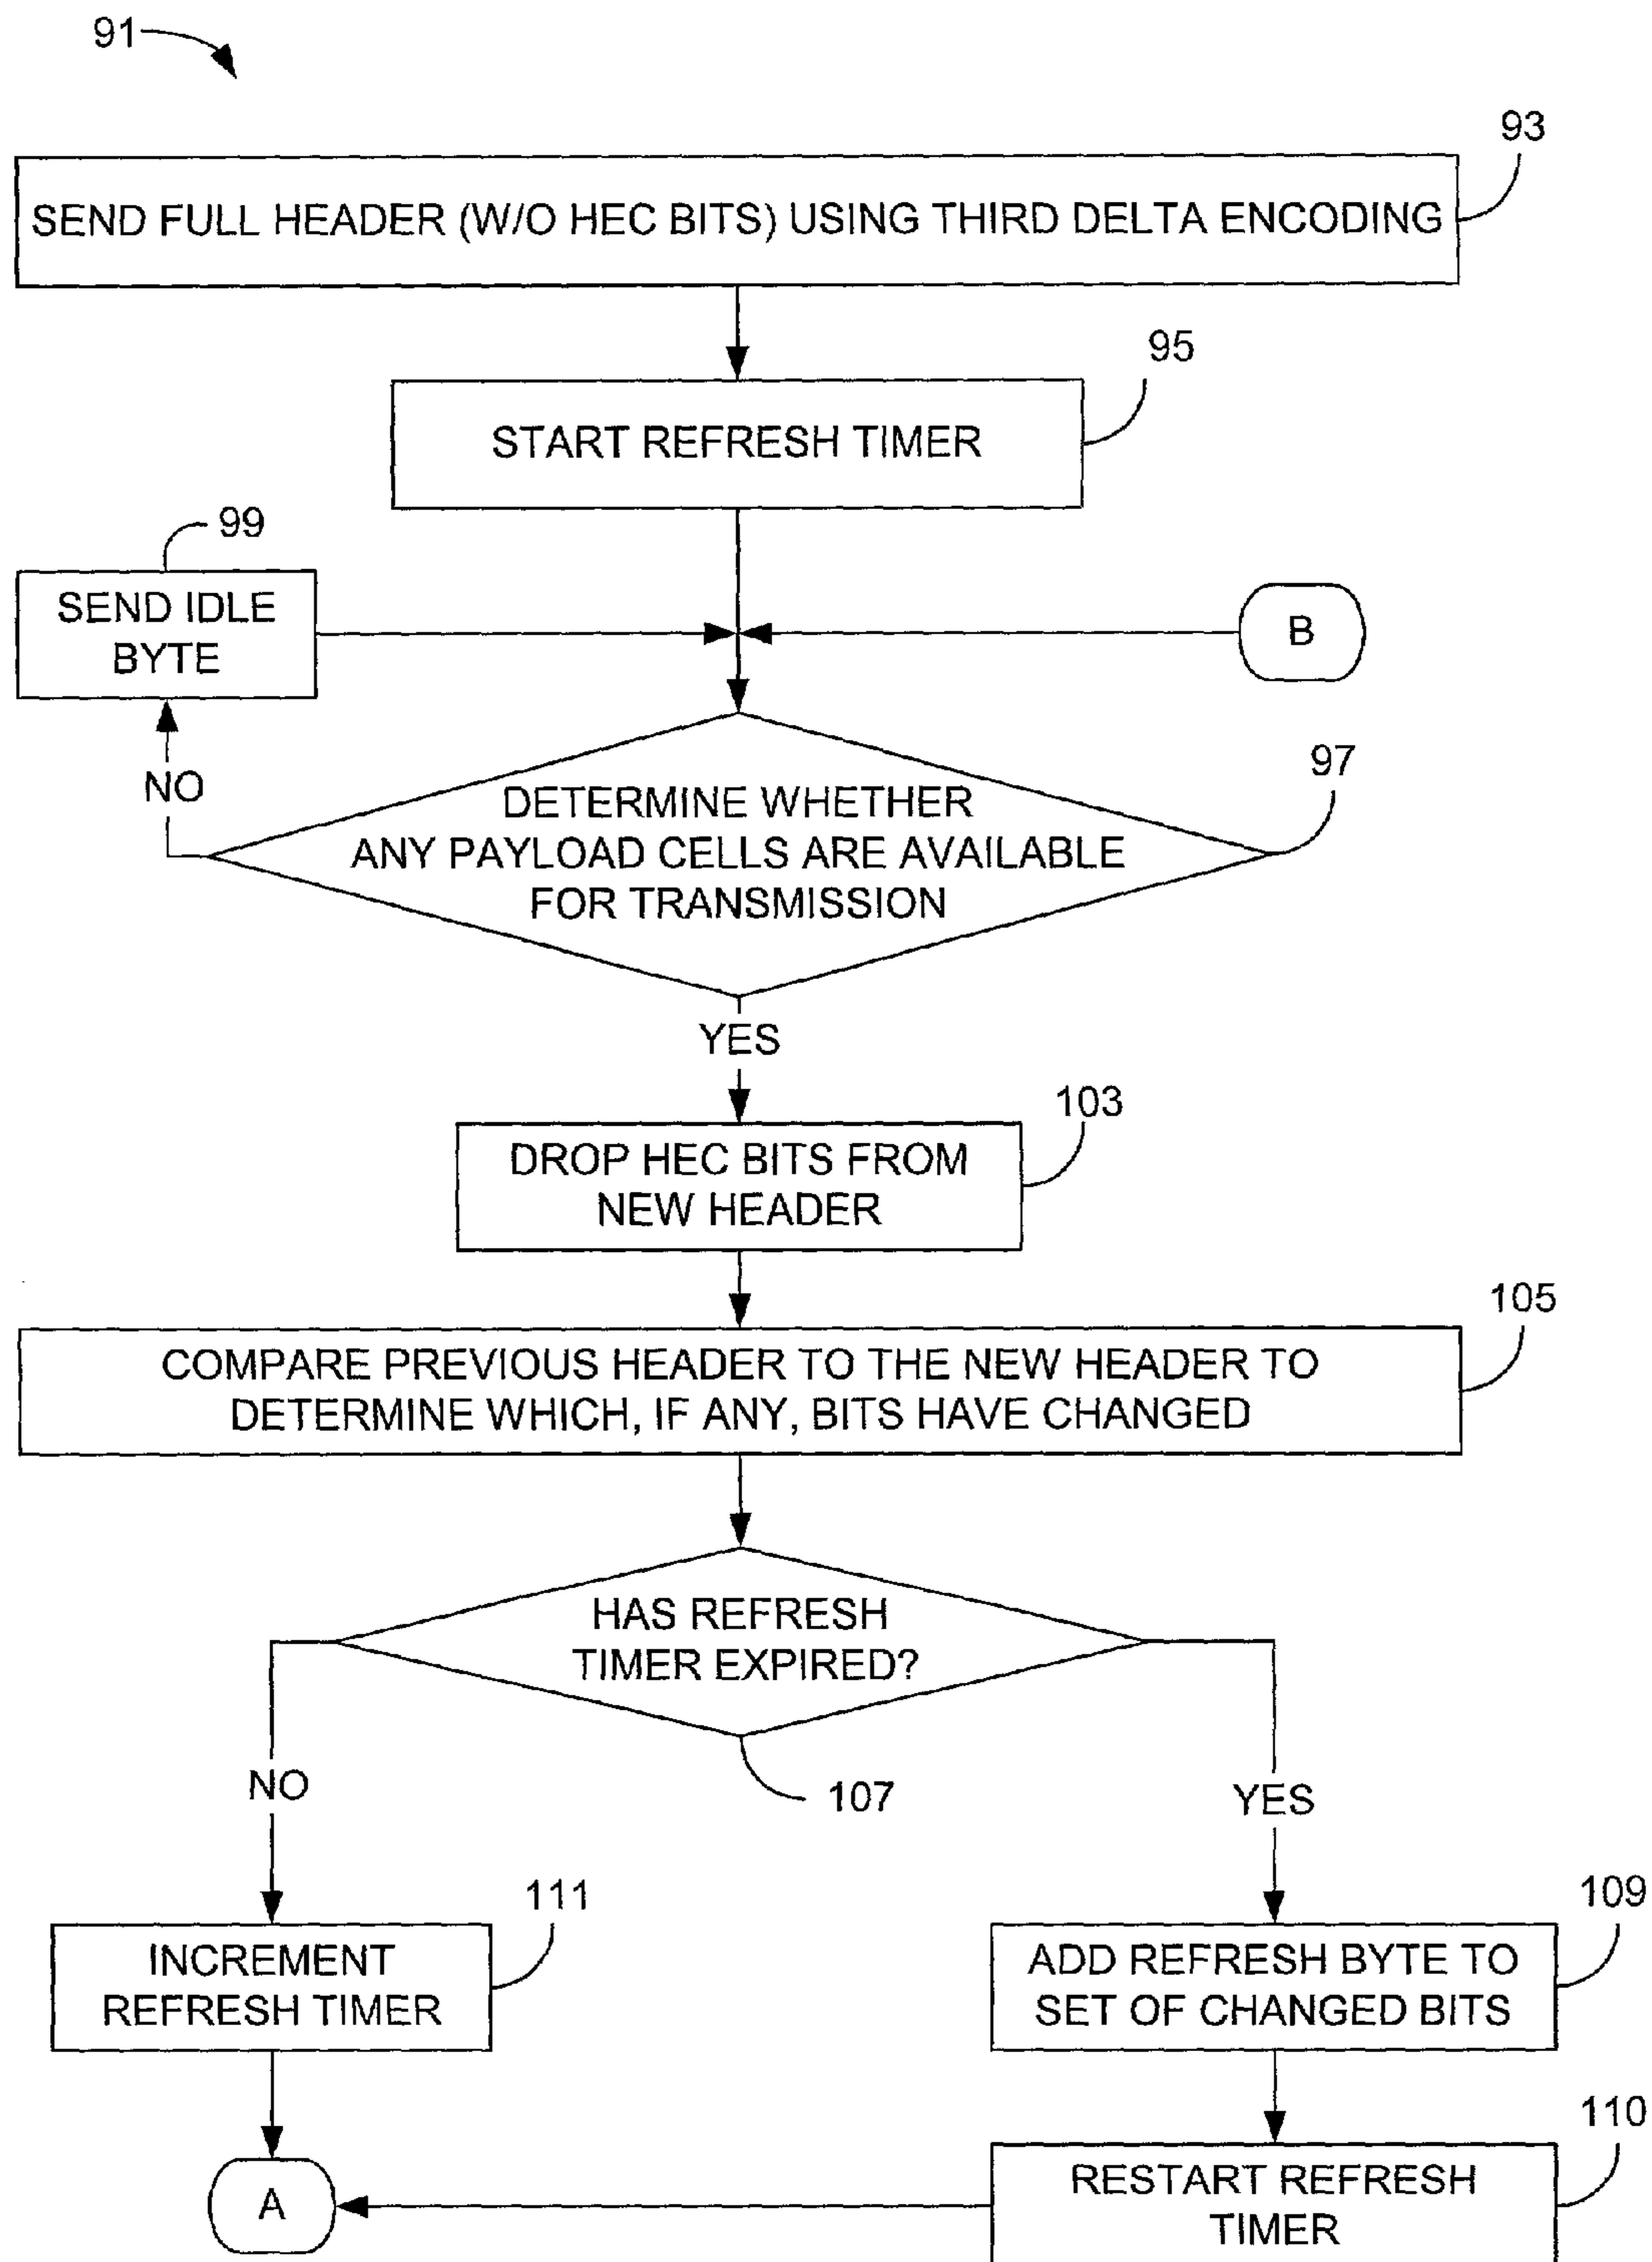 91
93
SEND FULL HEADER (W/O HEC BITS) USING THIRD DELTA ENCODING
95
START REFRESH TIMER
99
SEND IDLE
BYTE
B
NO
97
DETERMINE WHETHER
ANY PAYLOAD CELLS ARE AVAILABLE
FOR TRANSMISSION
YES
103
DROP HEC BITS FROM
NEW HEADER
105
COMPARE PREVIOUS HEADER TO THE NEW HEADER TO
DETERMINE WHICH, IF ANY, BITS HAVE CHANGED
HAS REFRESH
TIMER EXPIRED?
107
NO
YES
111
INCREMENT
REFRESH TIMER
109
ADD REFRESH BYTE TO
SET OF CHANGED BITS
110
RESTART REFRESH
TIMER
A